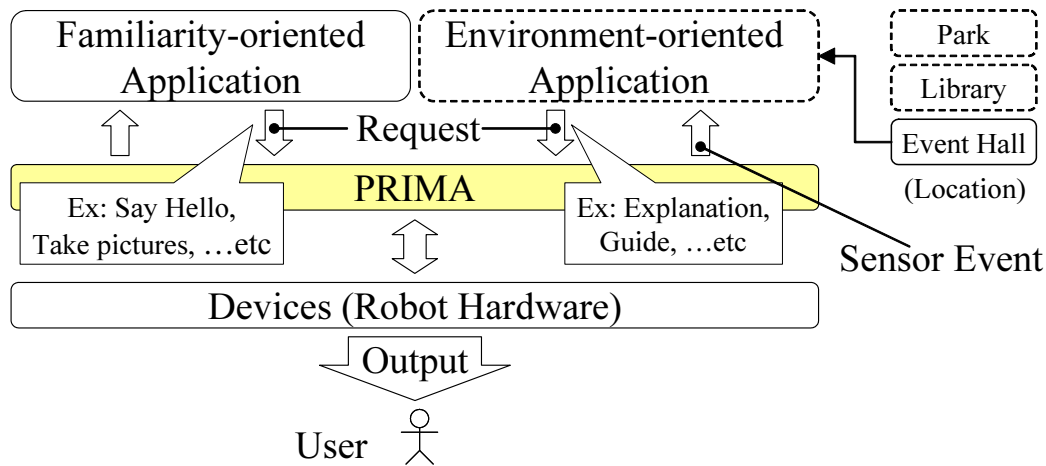 Familiarity-oriented
Application
Environment-oriented
Application
Park
Library
Event Hall
(Location)
Request
PRIMA
Ex: Say Hello,
Take pictures, …etc
Ex: Explanation,
Guide, …etc
Sensor Event
Devices (Robot Hardware)
Output
User